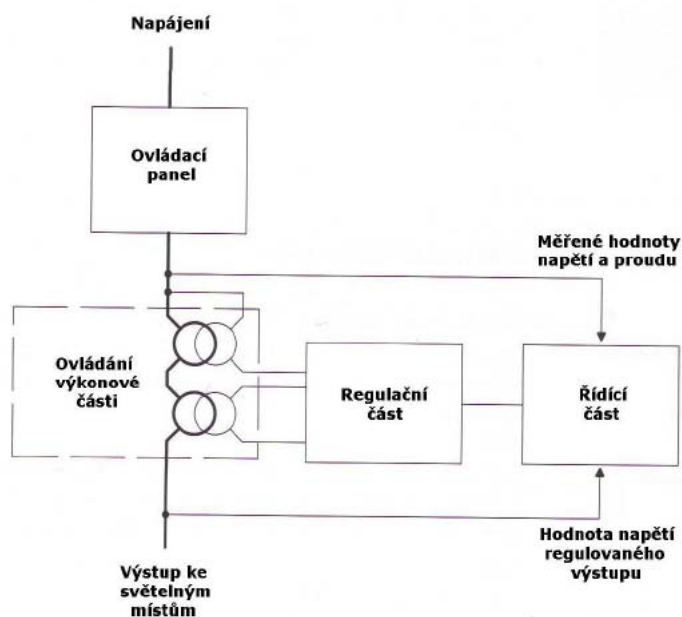 Napájení
Ovládací
panel
Měřené hodnoty
napětí a proudu
Ovládání
výkonové
části
Regulační
část
Řídící
část
Hodnota napětí
regulovaného
výstupu
Výstup ke
světelným
místům